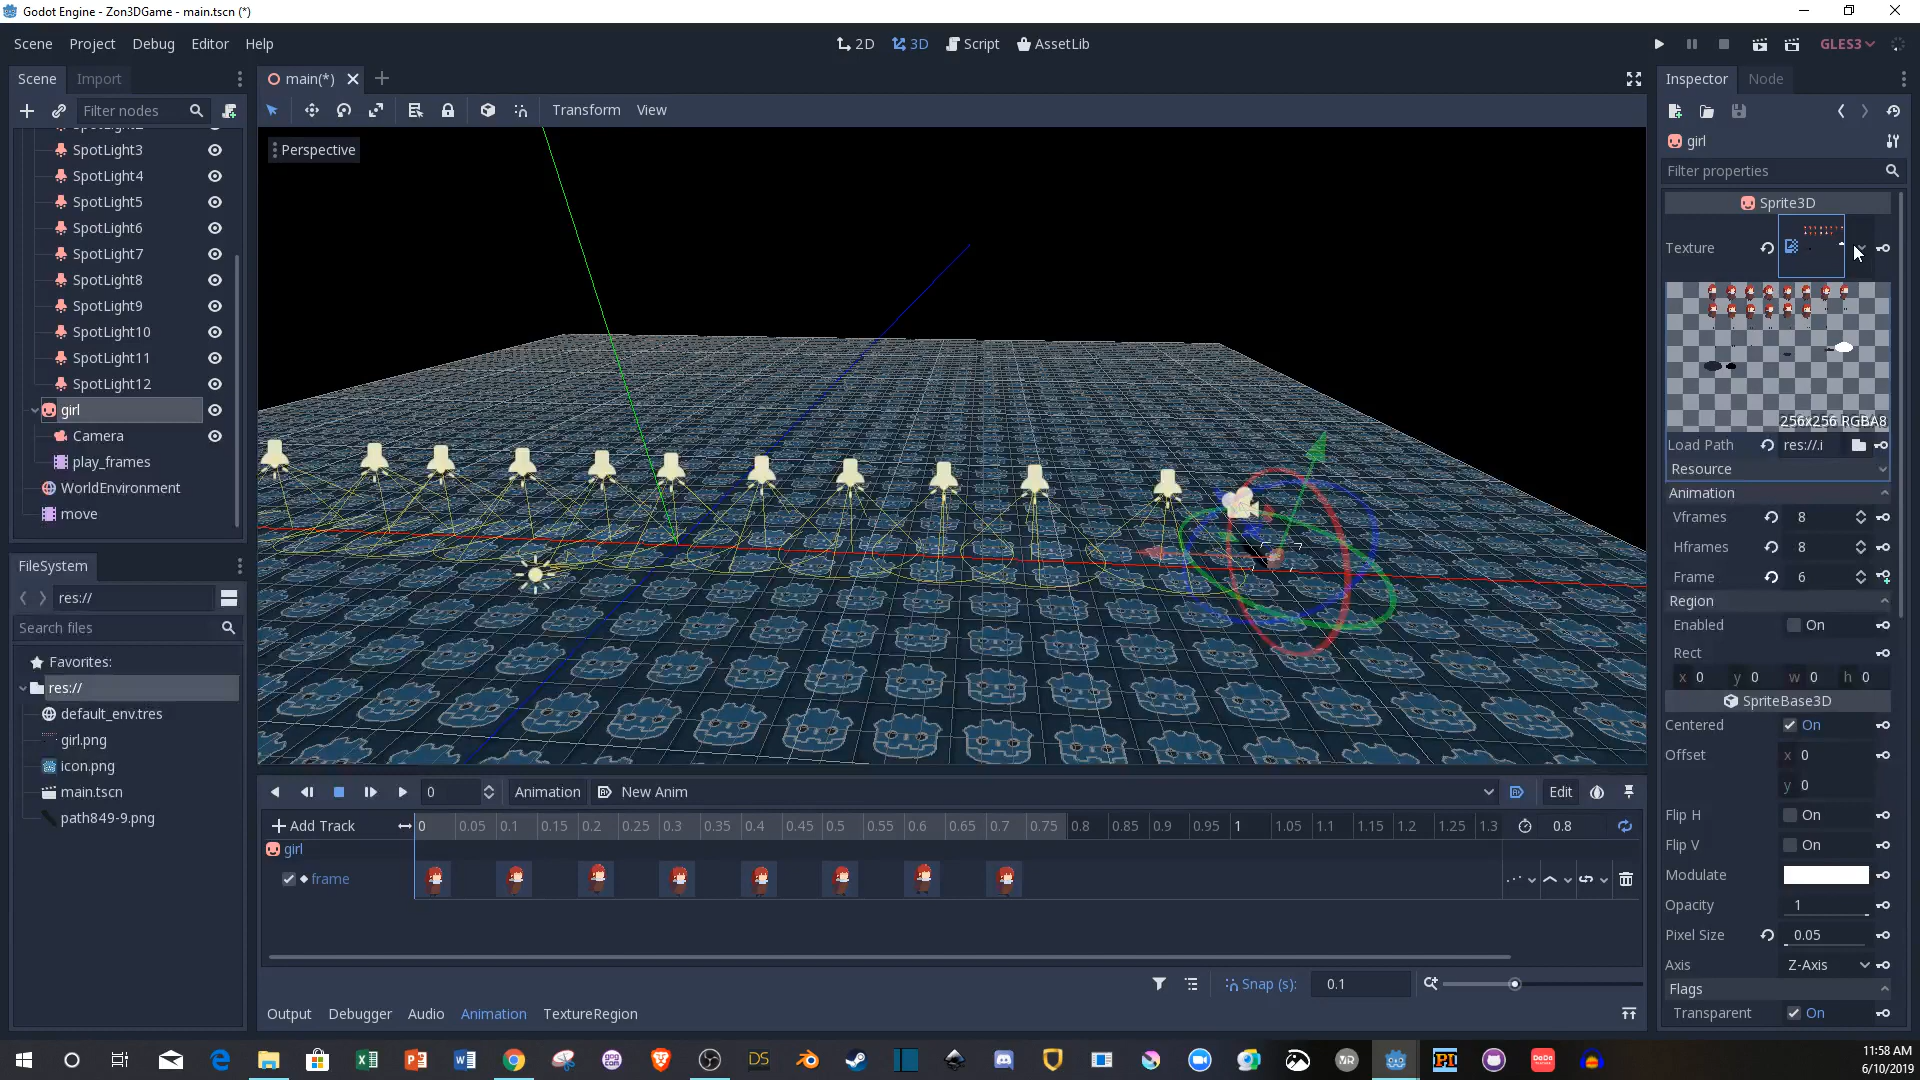 Godot Engine - Zon3DGame - main.tscn (*)
Scene Project Debug Editor Help
2D 3D Script AssetLib
GLES3
Scene Import
main(*)
Inspector Node
Filter nodes
Transform View
girl
Filter properties
Perspective
SpotLight3
SpotLight4
SpotLight5
SpotLight6
SpotLight7
SpotLight8
SpotLight9
SpotLight10
SpotLight11
SpotLight12
girl
Camera
play_frames
WorldEnvironment
move
Sprite3D
Texture
256x256 RGBA8
Load Path res://.i
Resource
Animation
Vframes 8
Hframes 8
Frame 6
Region
Enabled On
Rect
x 0 y 0 w 0 h 0
SpriteBase3D
Centered On
Offset x 0
y 0
Flip H On
Flip V On
Modulate
Opacity 1
Pixel Size 0.05
Axis Z-Axis
Flags
Transparent On
FileSystem
res://
Search files
Favorites:
res://
default_env.tres
girl.png
icon.png
main.tscn
path849-9.png
0 Animation New Anim Edit
Add Track 0 0.05 0.1 0.15 0.2 0.25 0.3 0.35 0.4 0.45 0.5 0.55 0.6 0.65 0.7 0.75 0.8 0.85 0.9 0.95 1 1.05 1.1 1.15 1.2 1.25 1.3 0.8
girl
frame
Snap (s): 0.1
Output Debugger Audio Animation TextureRegion
DS
MR
11:58 AM
6/10/2019